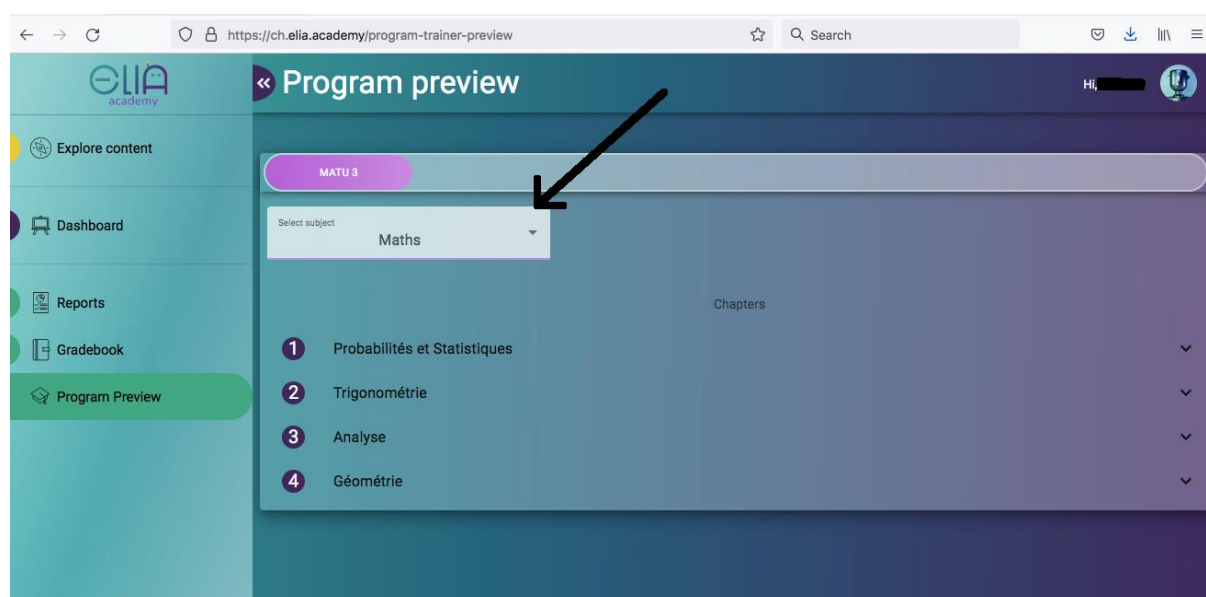 https://ch.elia.academy/program-trainer-preview
Search
eLIA
academy
« Program preview
Hi,
Explore content
Dashboard
Reports
Gradebook
Program Preview
MATU 3
Select subject
Maths
Chapters
1 Probabilités et Statistiques
2 Trigonométrie
3 Analyse
4 Géométrie